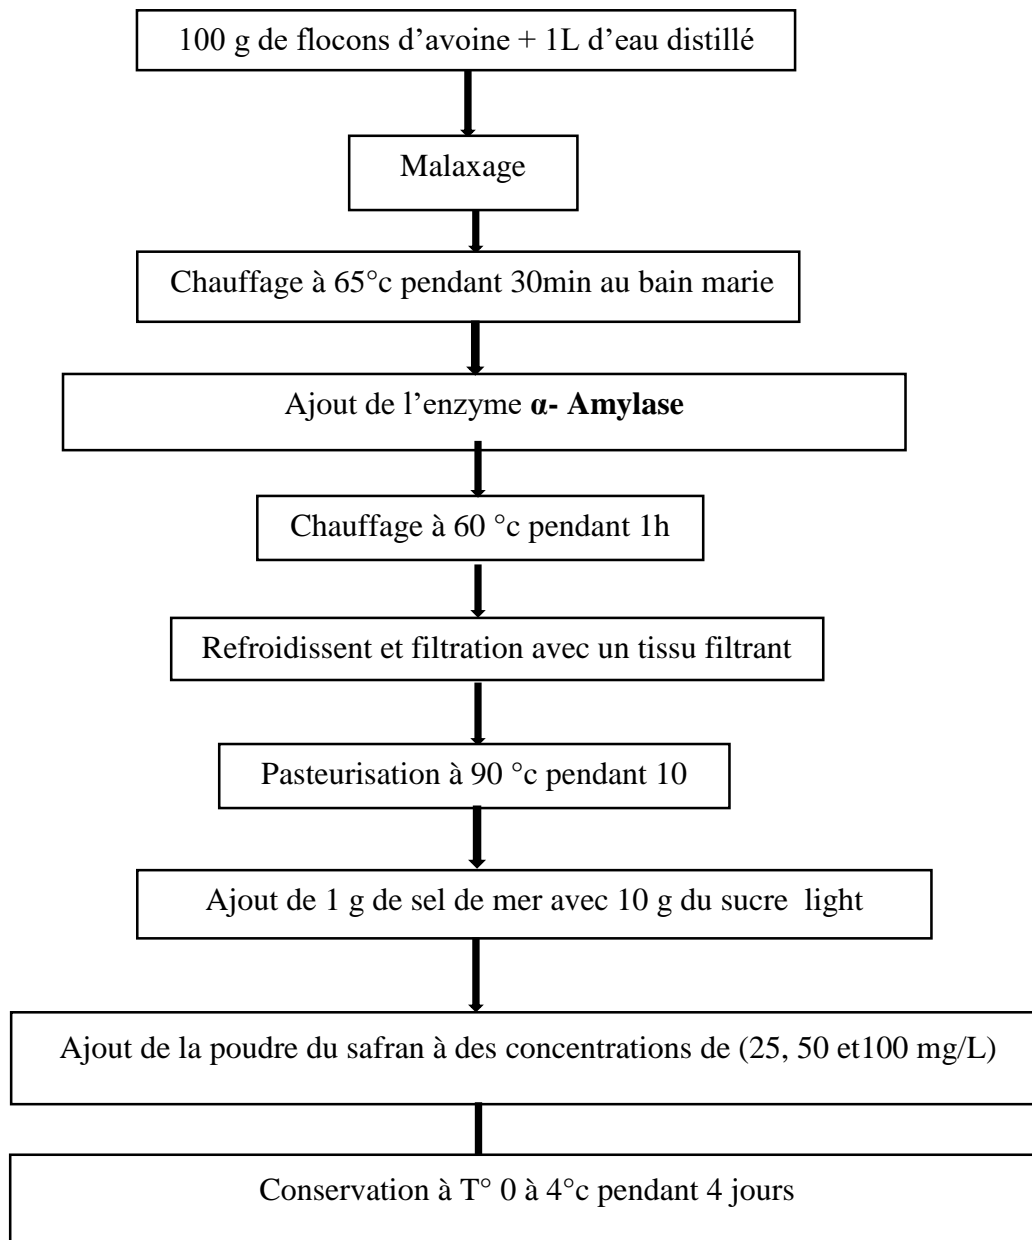 100 g de flocons d’avoine + 1L d’eau distillé
Malaxage
Chauffage à 65°c pendant 30min au bain marie
Ajout de l’enzyme α- Amylase
Chauffage à 60 °c pendant 1h
Refroidissent et filtration avec un tissu filtrant
Pasteurisation à 90 °c pendant 10
Ajout de 1 g de sel de mer avec 10 g du sucre light
Ajout de la poudre du safran à des concentrations de (25, 50 et100 mg/L)
Conservation à T° 0 à 4°c pendant 4 jours